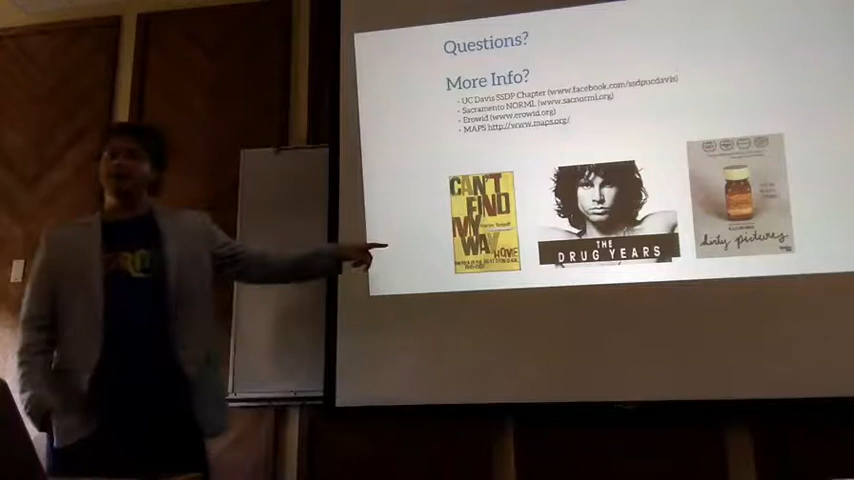 Questions?
More Info?
- UC Davis SSDP Chapter (www.facebook.com/ssdpucdavis)
- Sacramento NORML (www.sacnorml.org)
- Erowid (www.erowid.org)
- MAPS http://www.maps.org/
CAN'T
FIND
MY
WAY
HOME
THE
DRUG YEARS
dirty pictures